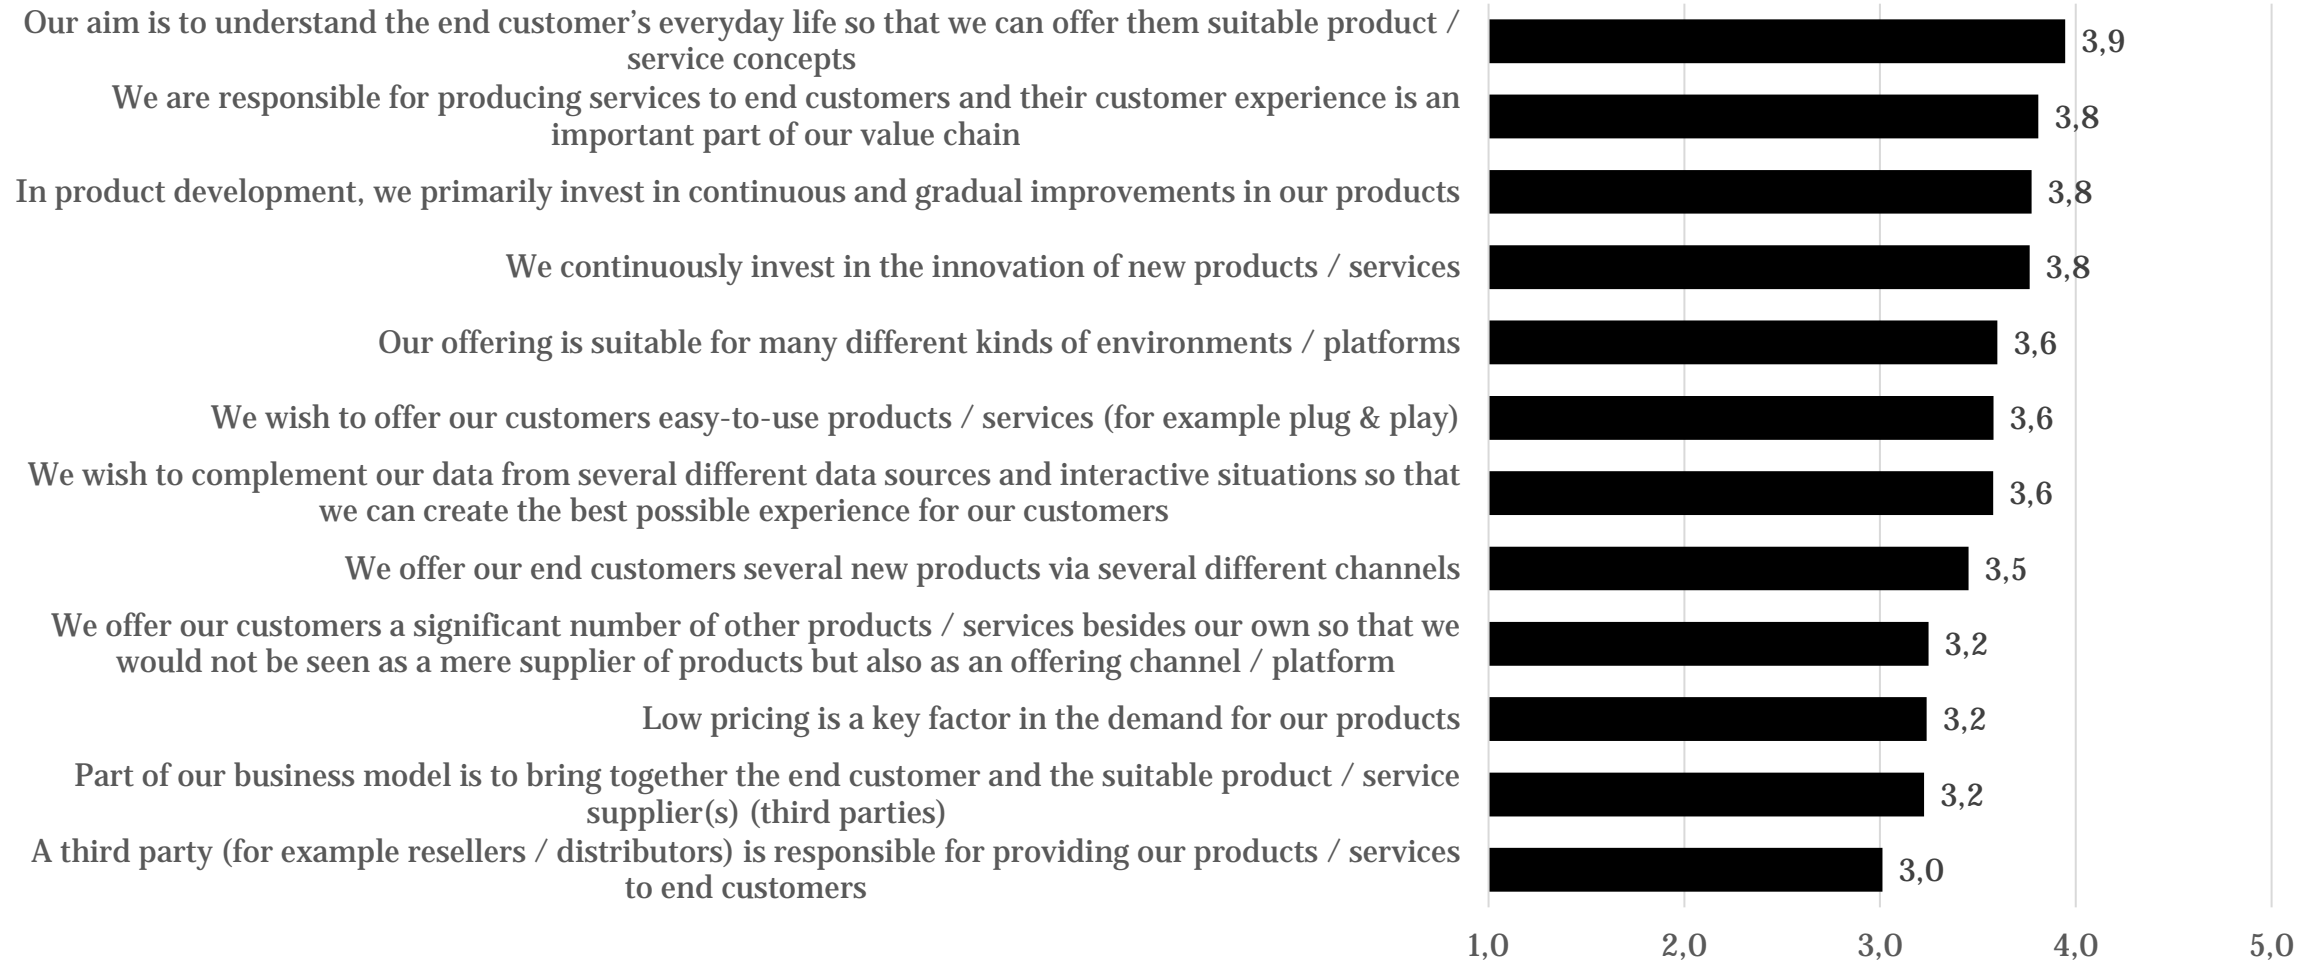 Our aim is to understand the end customer’s everyday life so that we can offer them suitable product /
service concepts
3,9
We are responsible for producing services to end customers and their customer experience is an
important part of our value chain
3,8
In product development, we primarily invest in continuous and gradual improvements in our products
3,8
We continuously invest in the innovation of new products / services
3,8
Our offering is suitable for many different kinds of environments / platforms
3,6
We wish to offer our customers easy-to-use products / services (for example plug & play)
3,6
We wish to complement our data from several different data sources and interactive situations so that
we can create the best possible experience for our customers
3,6
We offer our end customers several new products via several different channels
3,5
We offer our customers a significant number of other products / services besides our own so that we
would not be seen as a mere supplier of products but also as an offering channel / platform
3,2
Low pricing is a key factor in the demand for our products
3,2
Part of our business model is to bring together the end customer and the suitable product / service
supplier(s) (third parties)
3,2
A third party (for example resellers / distributors) is responsible for providing our products / services
to end customers
3,0
1,0 2,0 3,0 4,0 5,0